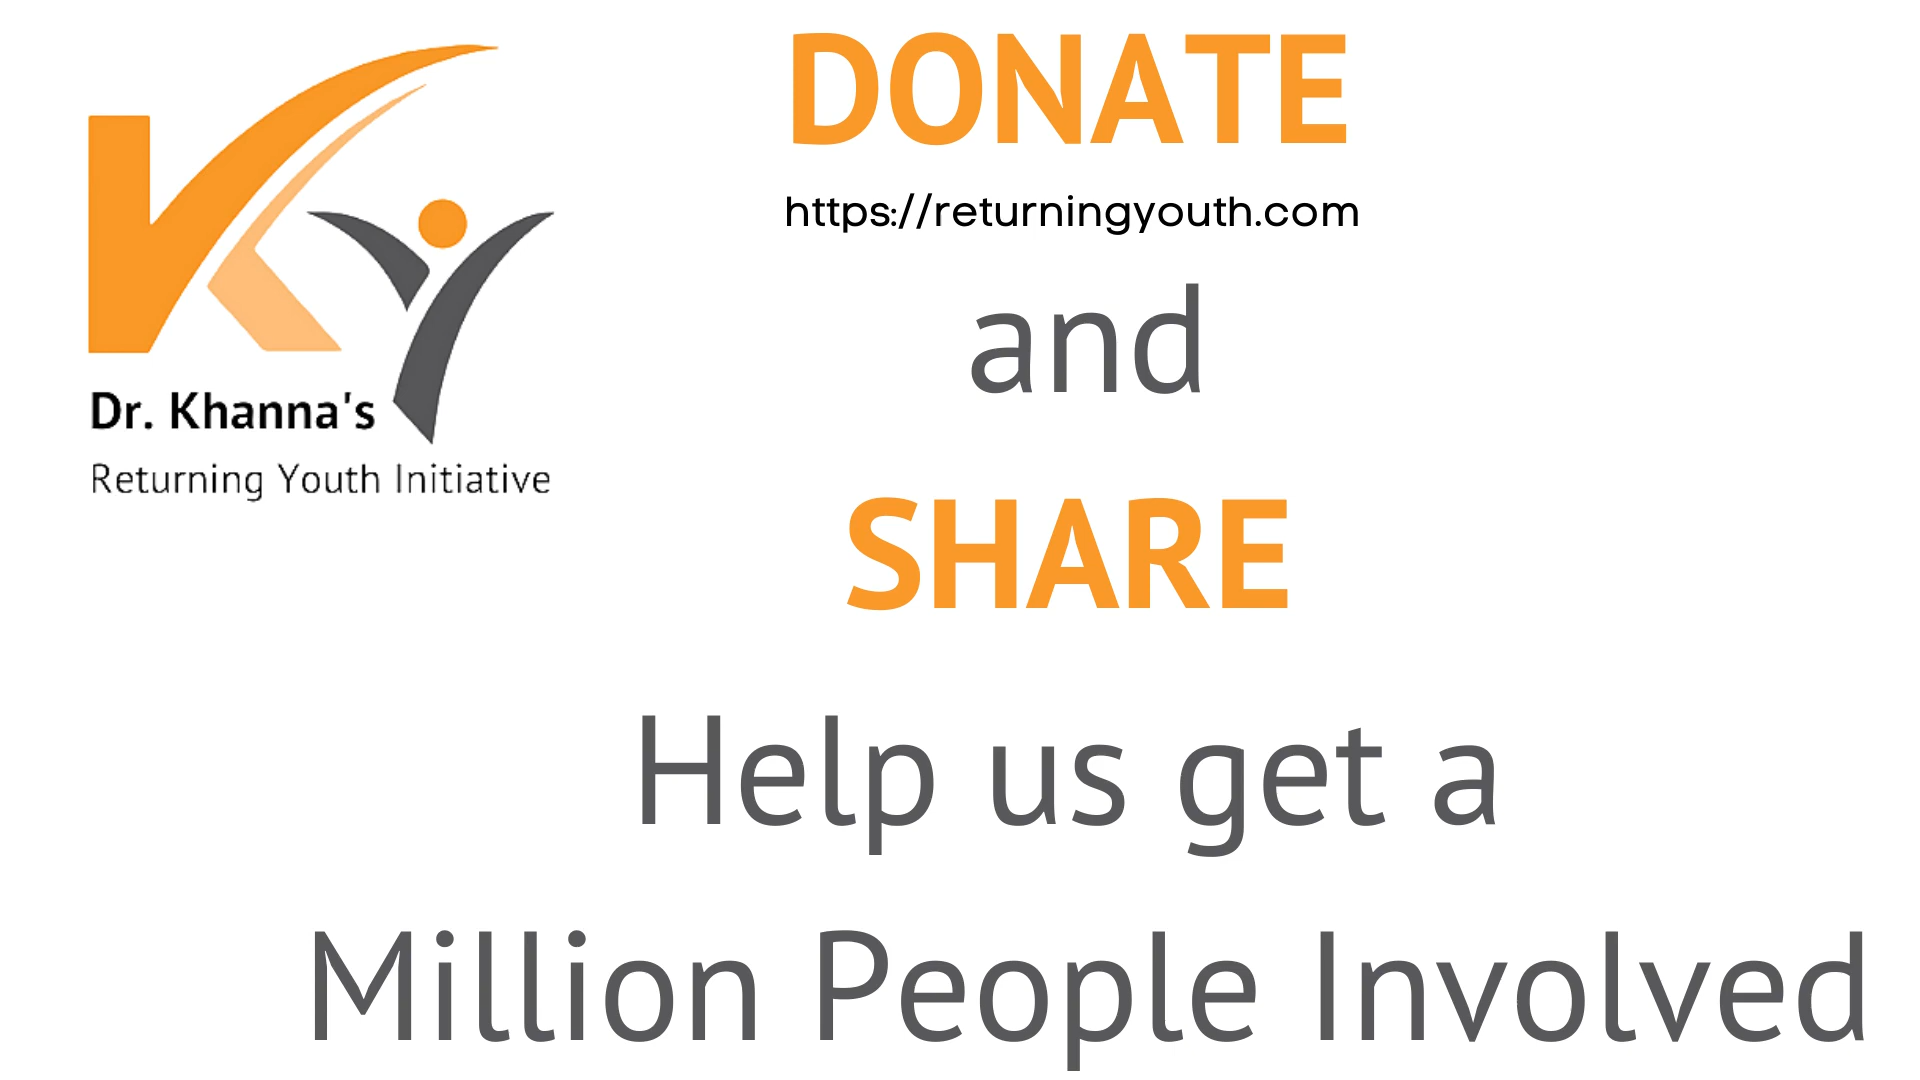 DONATE
https://returningyouth.com
and
SHARE
Dr. Khanna's
Returning Youth Initiative
Help us get a
Million People Involved